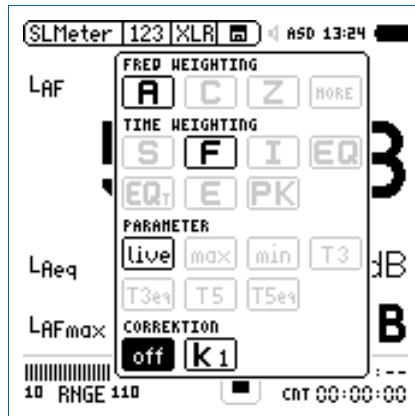 SLMeter 123 XLR ASD 13:24
FREQ WEIGHTING
LAF
A C Z MORE
TIME WEIGHTING
S F I EQ
EQT E PK
PARAMETER
live max min T3
LAeq dB
T3eq T5 T5eq
LAFmax CORREKTION B
off k1
:--
10 RNGE 110 CNT 00:00:00